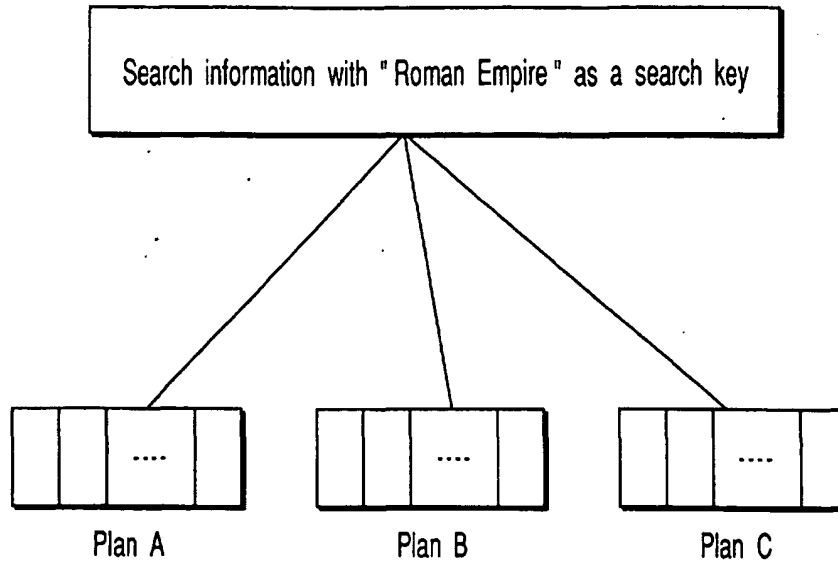 Search information with "Roman Empire" as a search key
....
....
....
Plan A
Plan B
Plan C